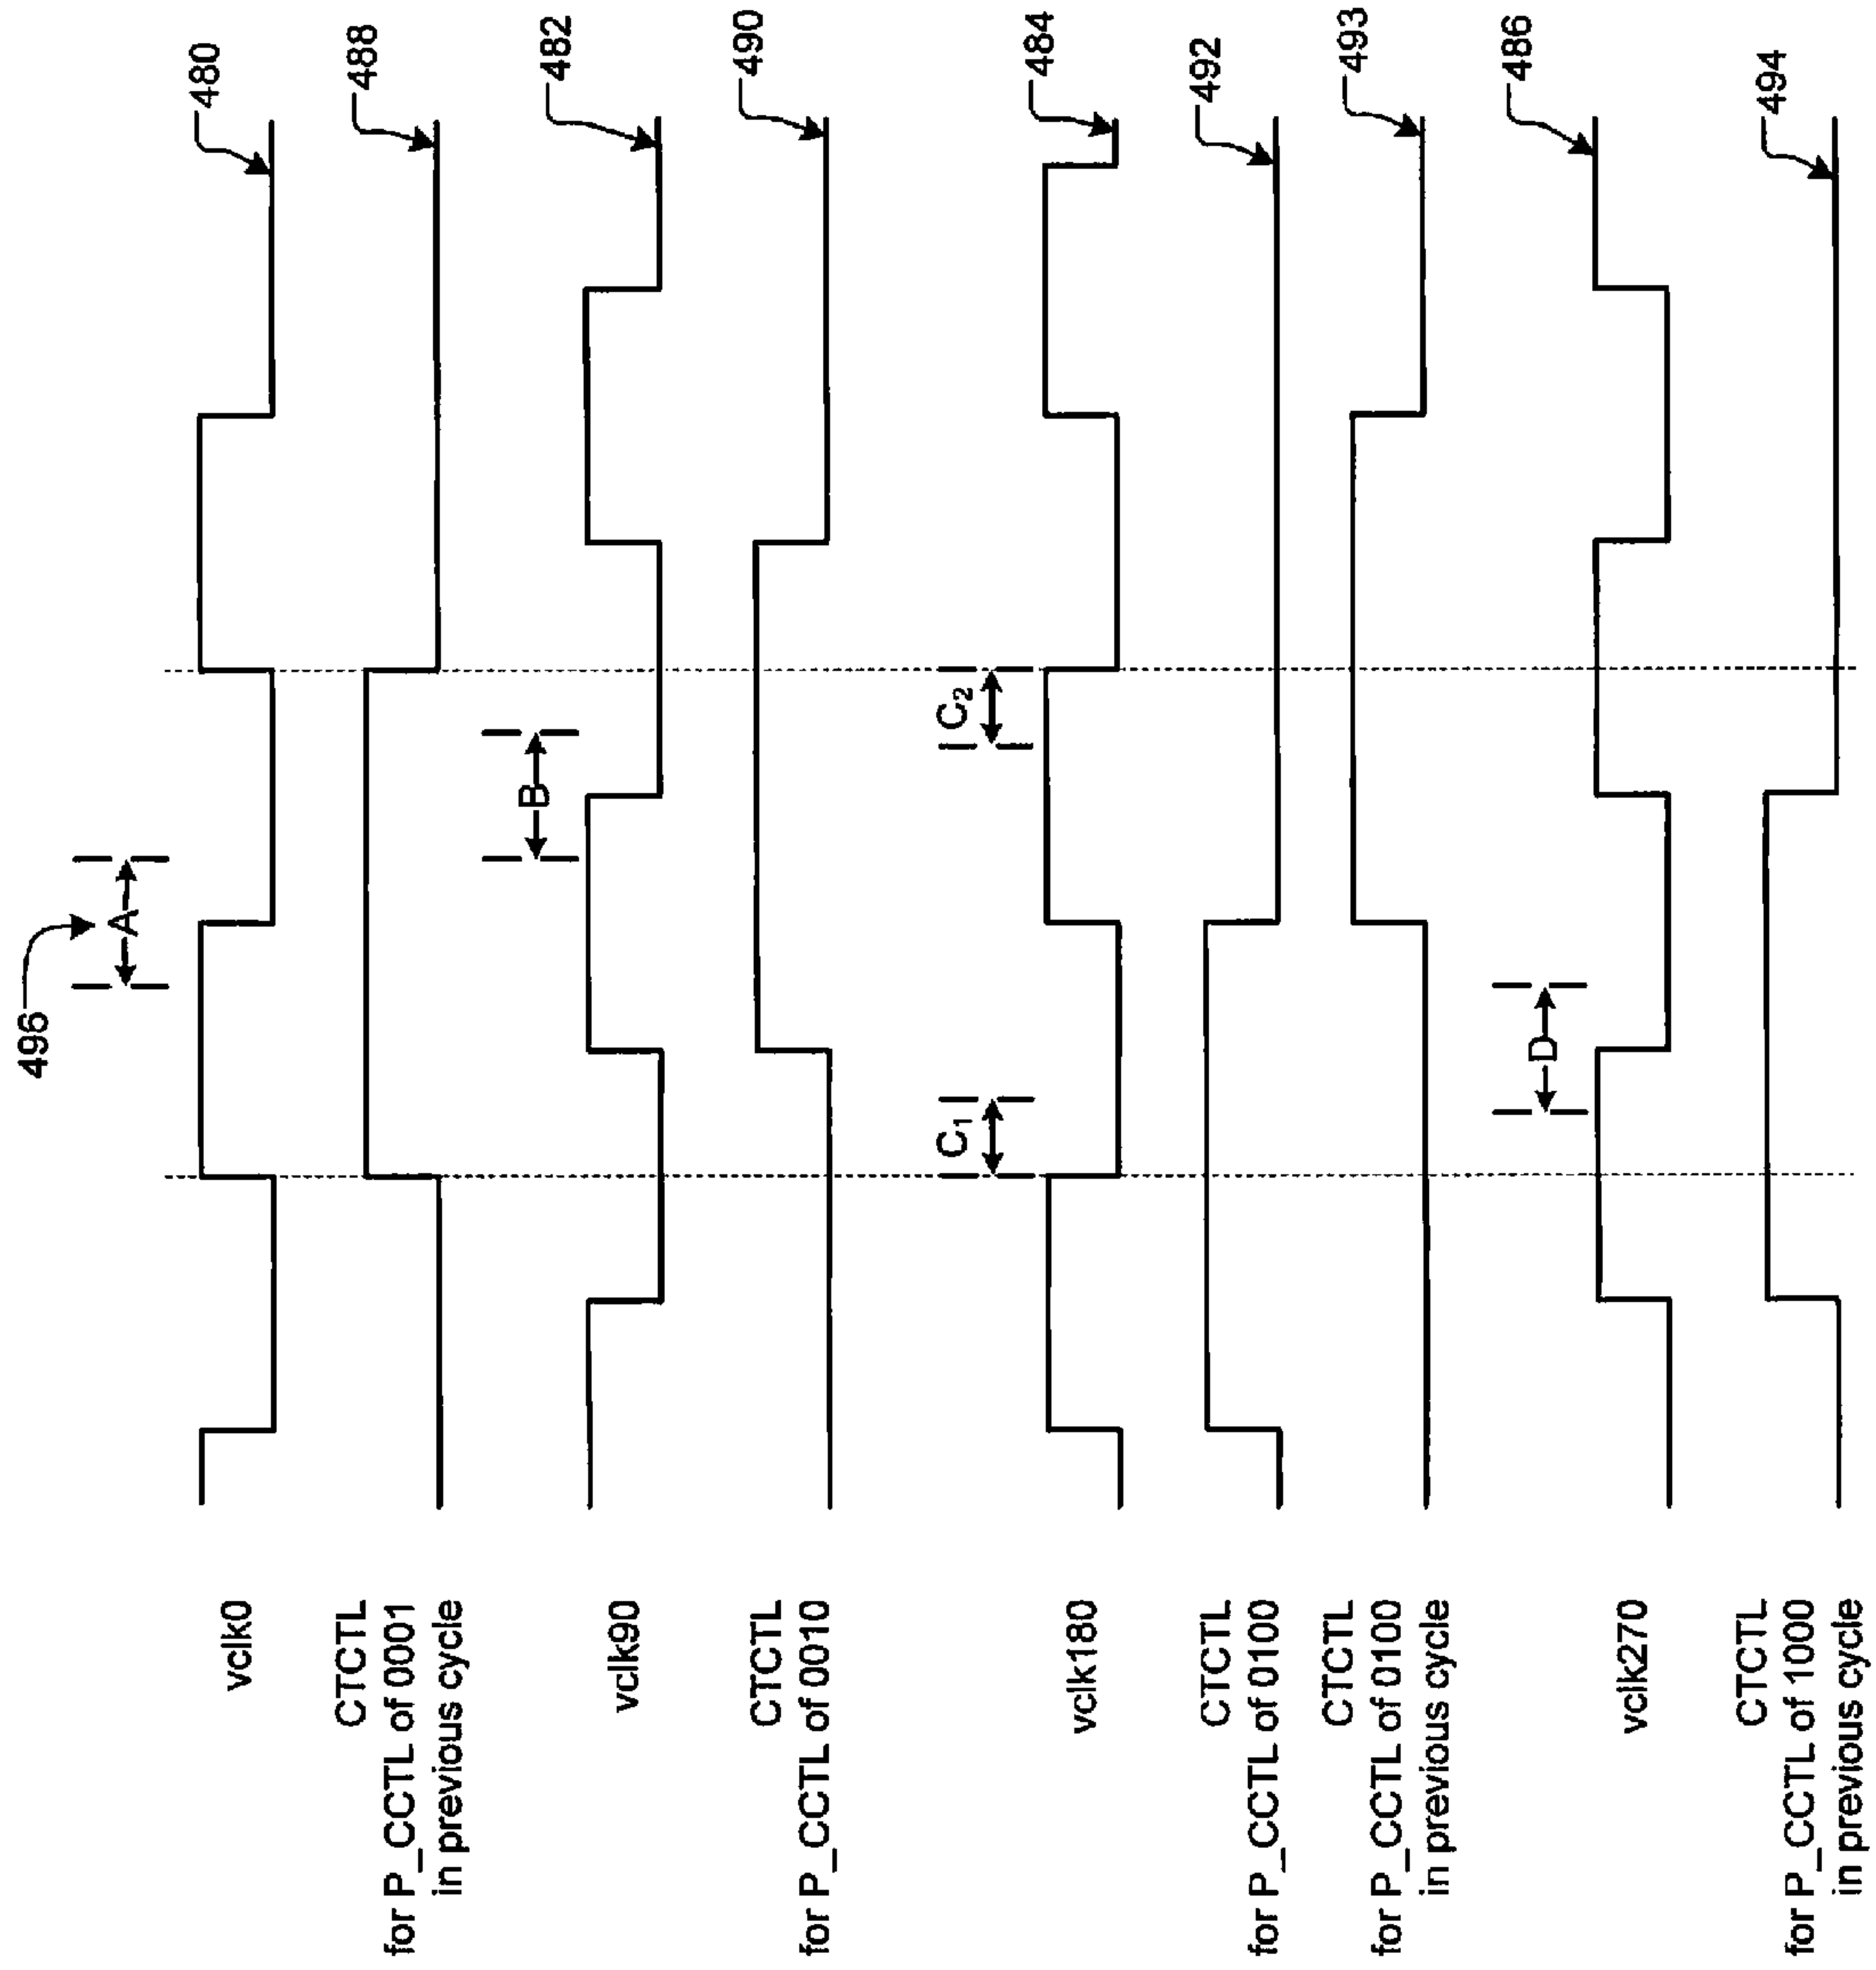 496
A
vclk0
480
CTCTL
for P_CCTL of 0001
in previous cycle
488
B
vclk90
482
CTCTL
for P_CCTL of 0010
490
C1
C2
vclk180
484
CTCTL
for P_CCTL of 0100
492
CTCTL
for P_CCTL of 0100
in previous cycle
493
D
vclk270
486
CTCTL
for P_CCTL of 1000
in previous cycle
494